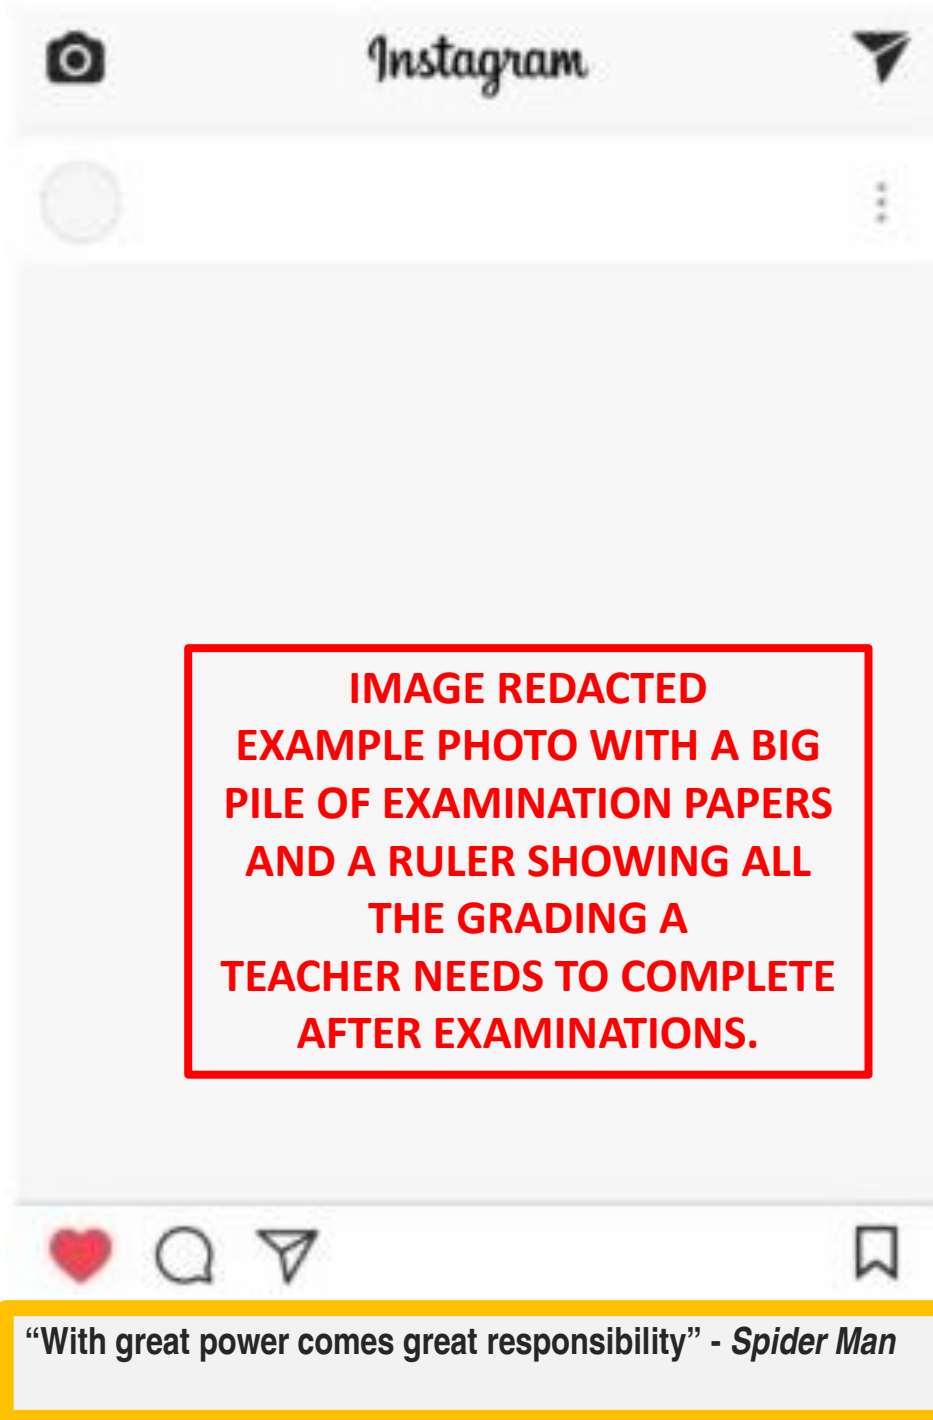 Instagram
IMAGE REDACTED
EXAMPLE PHOTO WITH A BIG
PILE OF EXAMINATION PAPERS
AND A RULER SHOWING ALL
THE GRADING A
TEACHER NEEDS TO COMPLETE
AFTER EXAMINATIONS.
“With great power comes great responsibility” - Spider Man